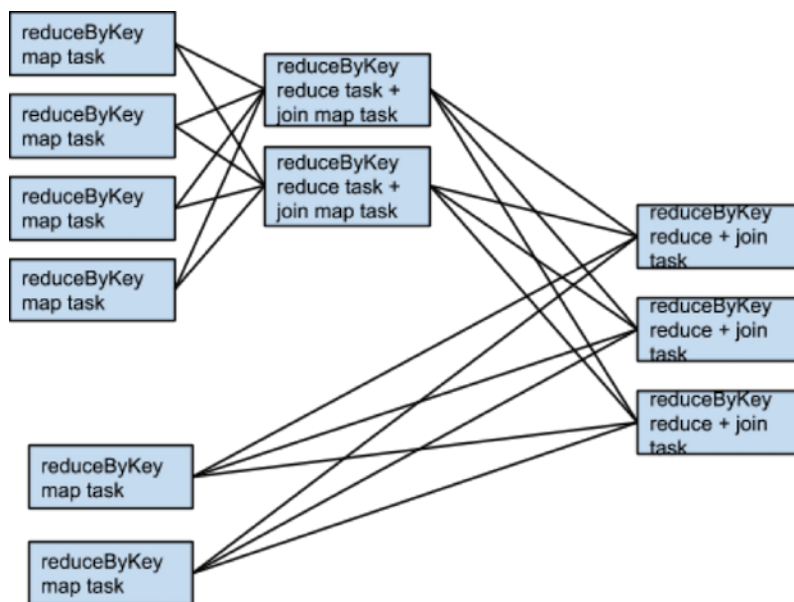 reduceByKey
map task
reduceByKey
map task
reduceByKey
map task
reduceByKey
map task
reduceByKey
reduce task +
join map task
reduceByKey
reduce task +
join map task
reduceByKey
reduce + join
task
reduceByKey
reduce + join
task
reduceByKey
reduce + join
task
reduceByKey
map task
reduceByKey
map task